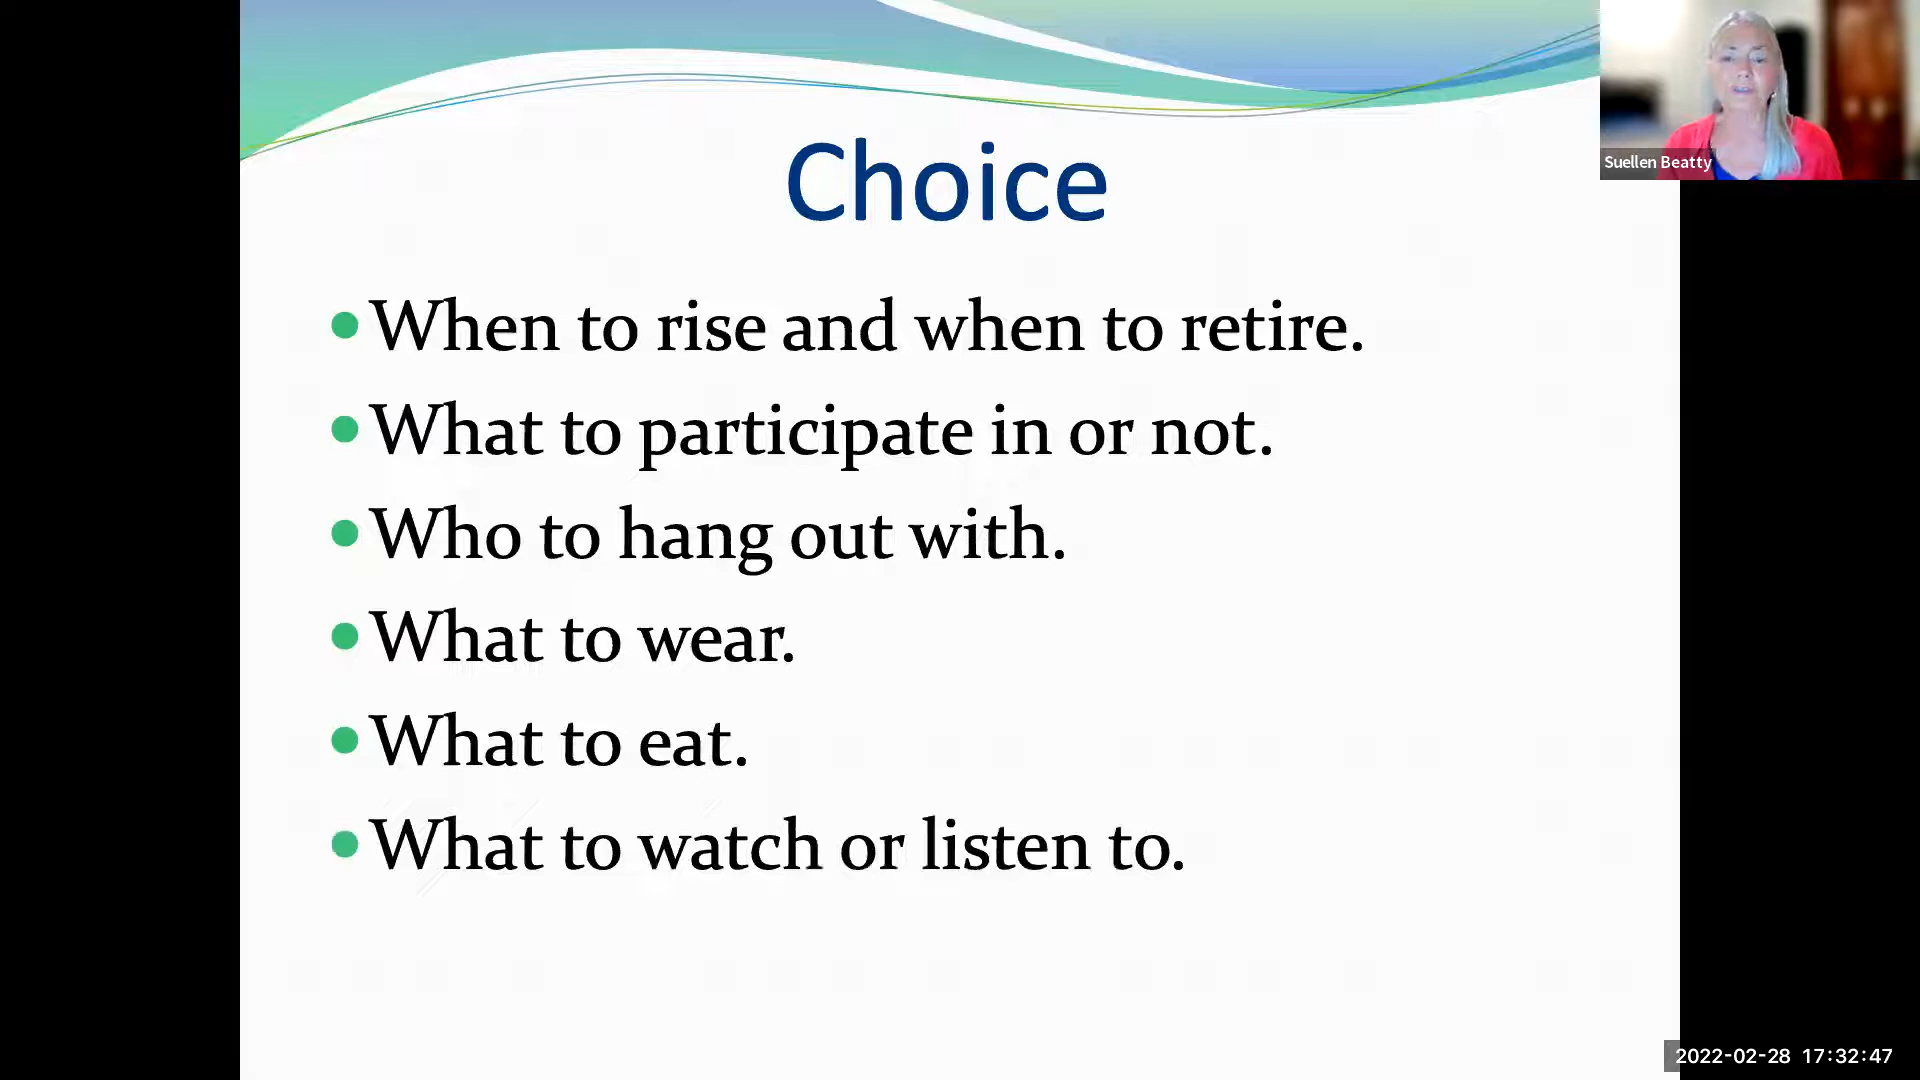 Suellen Beatty
Choice
When to rise and when to retire.
What to participate in or not.
Who to hang out with.
What to wear.
What to eat.
What to watch or listen to.
2022-02-28 17:32:47